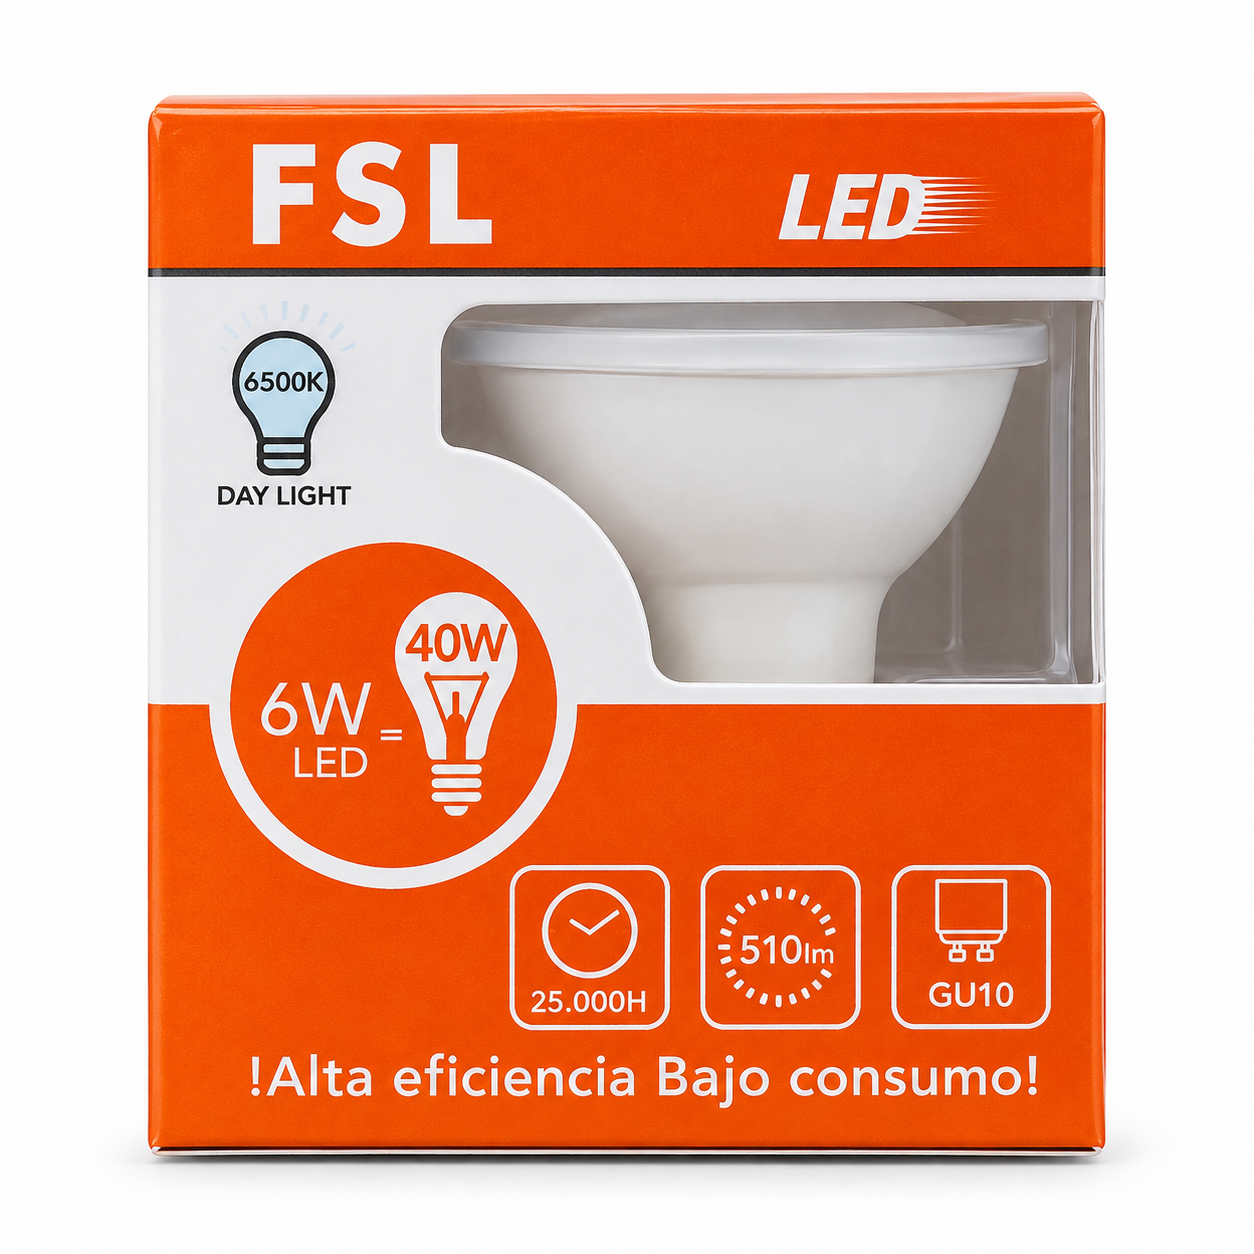 FSL
LED
6500K
DAY LIGHT
40W
6W
LED
=
25.000H
510lm
GU10
!Alta eficiencia Bajo consumo!